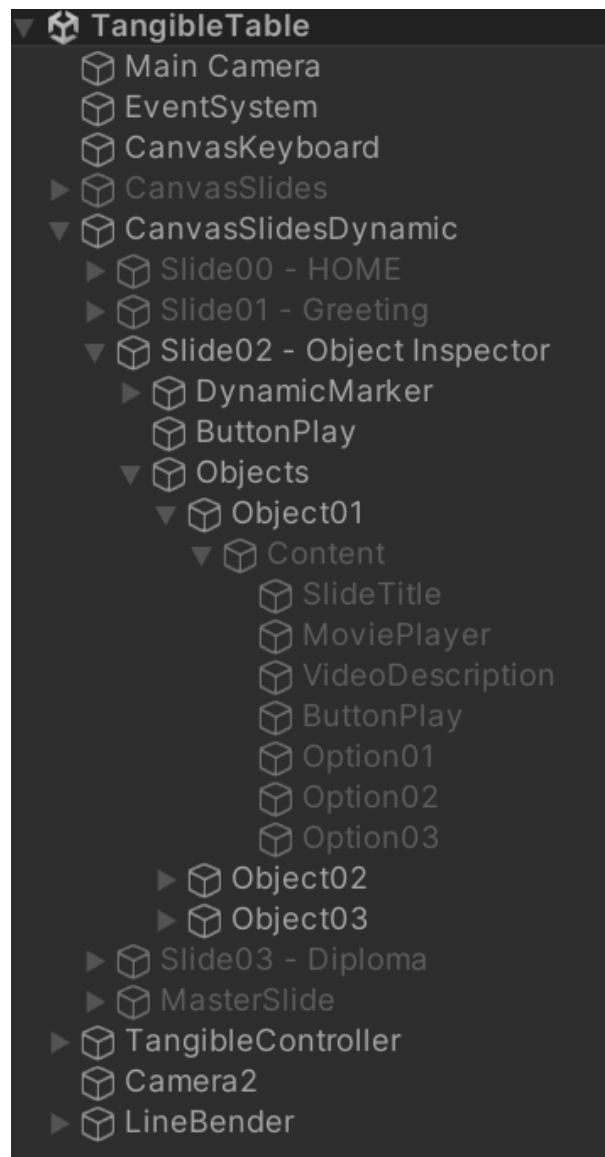 TangibleTable
Main Camera
EventSystem
CanvasKeyboard
CanvasSlides
CanvasSlidesDynamic
Slide00 - HOME
Slide01 - Greeting
Slide02 - Object Inspector
DynamicMarker
ButtonPlay
Objects
Object01
Content
SlideTitle
MoviePlayer
VideoDescription
ButtonPlay
Option01
Option02
Option03
Object02
Object03
Slide03 - Diploma
MasterSlide
TangibleController
Camera2
LineBender